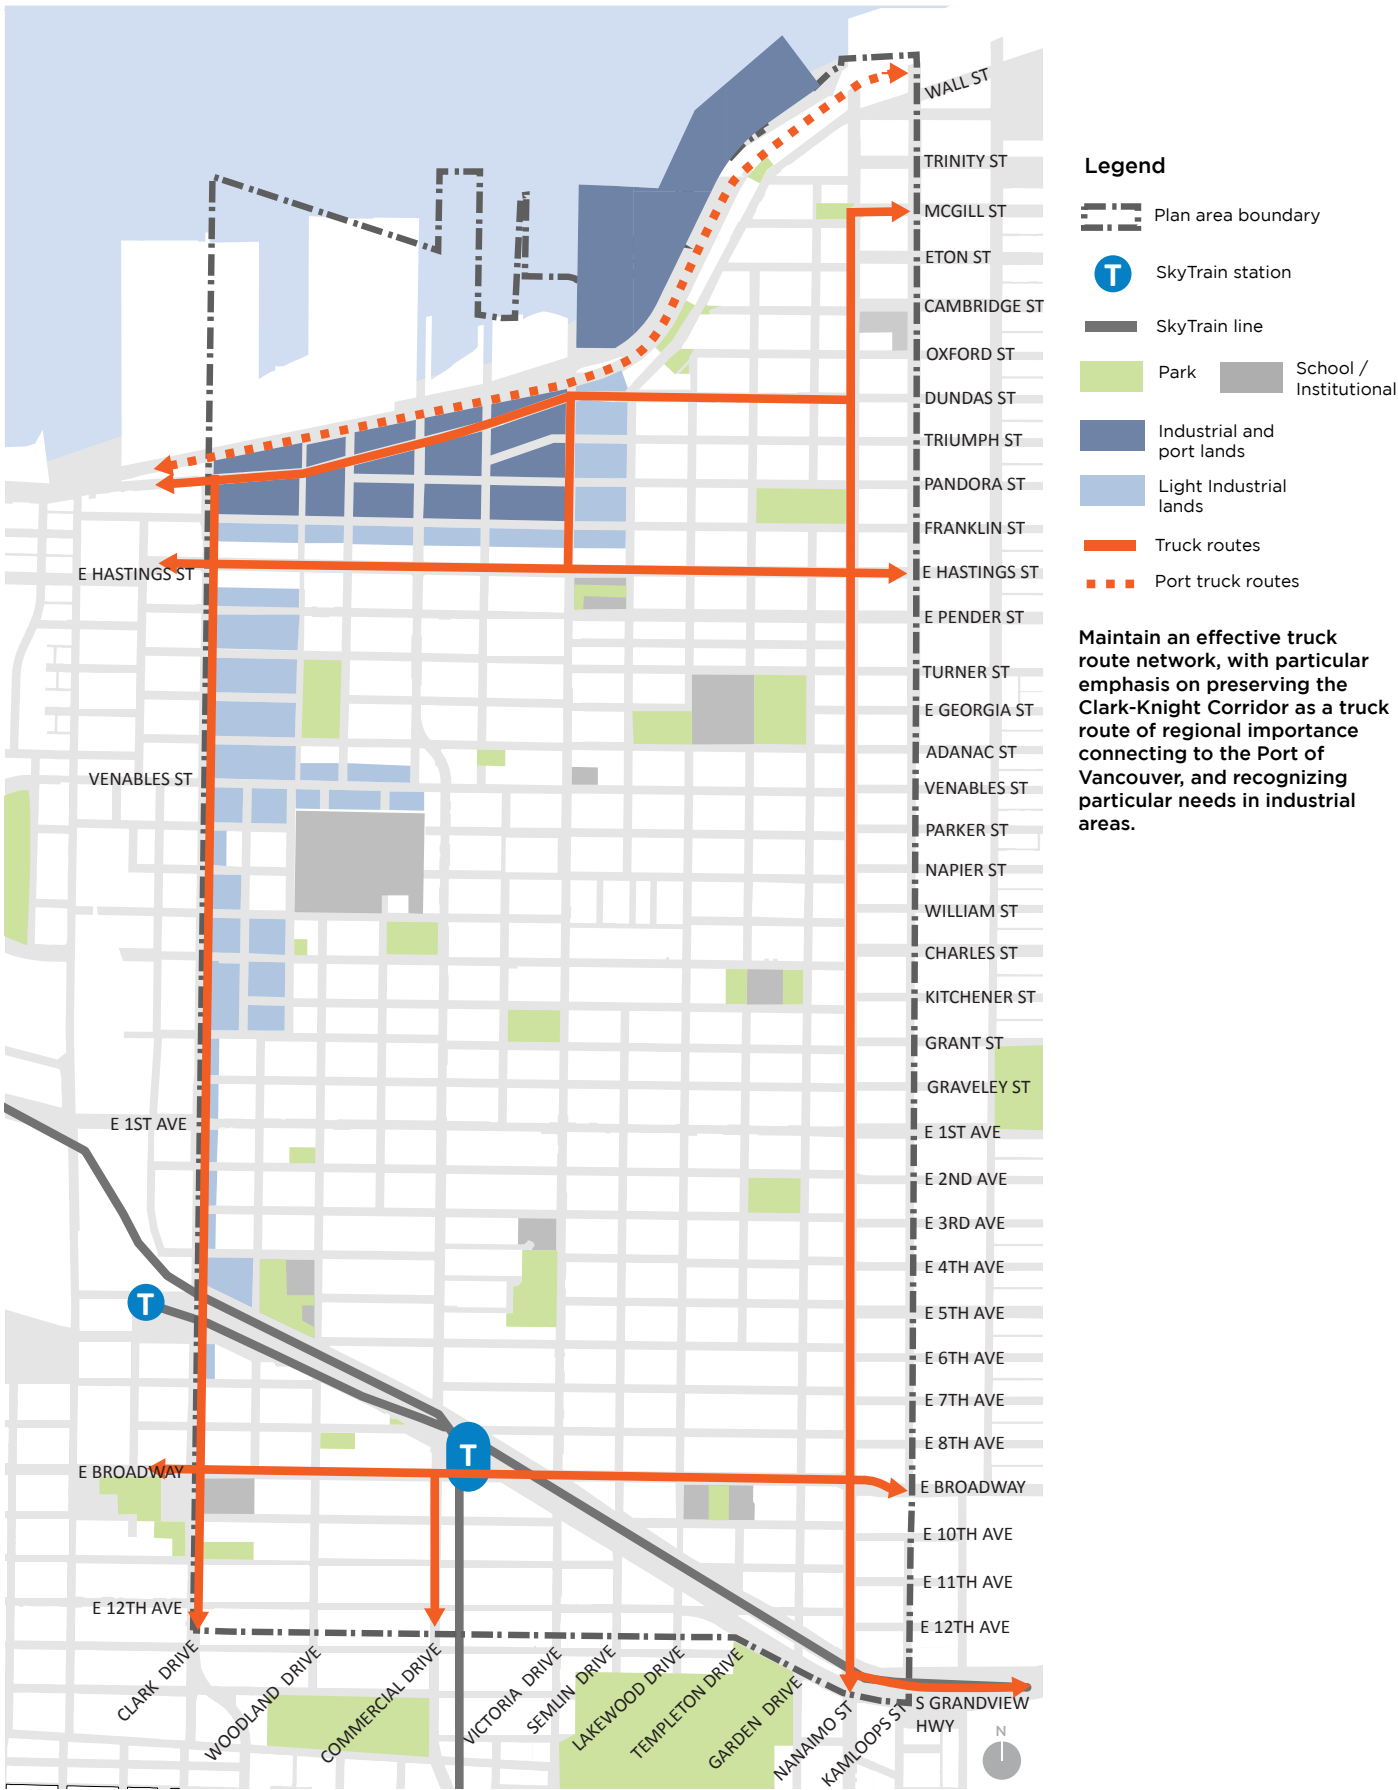 WALL ST
TRINITY ST
MCGILL ST
ETON ST
CAMBRIDGE ST
OXFORD ST
DUNDAS ST
TRIUMPH ST
PANDORA ST
FRANKLIN ST
E HASTINGS ST
E HASTINGS ST
E PENDER ST
TURNER ST
E GEORGIA ST
ADANAC ST
VENABLES ST
VENABLES ST
PARKER ST
NAPIER ST
WILLIAM ST
CHARLES ST
KITCHENER ST
GRANT ST
GRAVELEY ST
E 1ST AVE
E 1ST AVE
E 2ND AVE
E 3RD AVE
E 4TH AVE
T
E 5TH AVE
E 6TH AVE
E 7TH AVE
E 8TH AVE
T
E BROADWAY
E BROADWAY
E 10TH AVE
E 11TH AVE
E 12TH AVE
E 12TH AVE
CLARK DRIVE
WOODLAND DRIVE
COMMERCIAL DRIVE
VICTORIA DRIVE
SEMLIN DRIVE
LAKEWOOD DRIVE
TEMPLETON DRIVE
GARDEN DRIVE
NANAIMO ST
KAMLOOPS ST
S GRANDVIEW
HWY
N
Legend
Plan area boundary
T
SkyTrain station
SkyTrain line
Park
School /
Institutional
Industrial and
port lands
Light Industrial
lands
Truck routes
Port truck routes
Maintain an effective truck
route network, with particular
emphasis on preserving the
Clark-Knight Corridor as a truck
route of regional importance
connecting to the Port of
Vancouver, and recognizing
particular needs in industrial
areas.